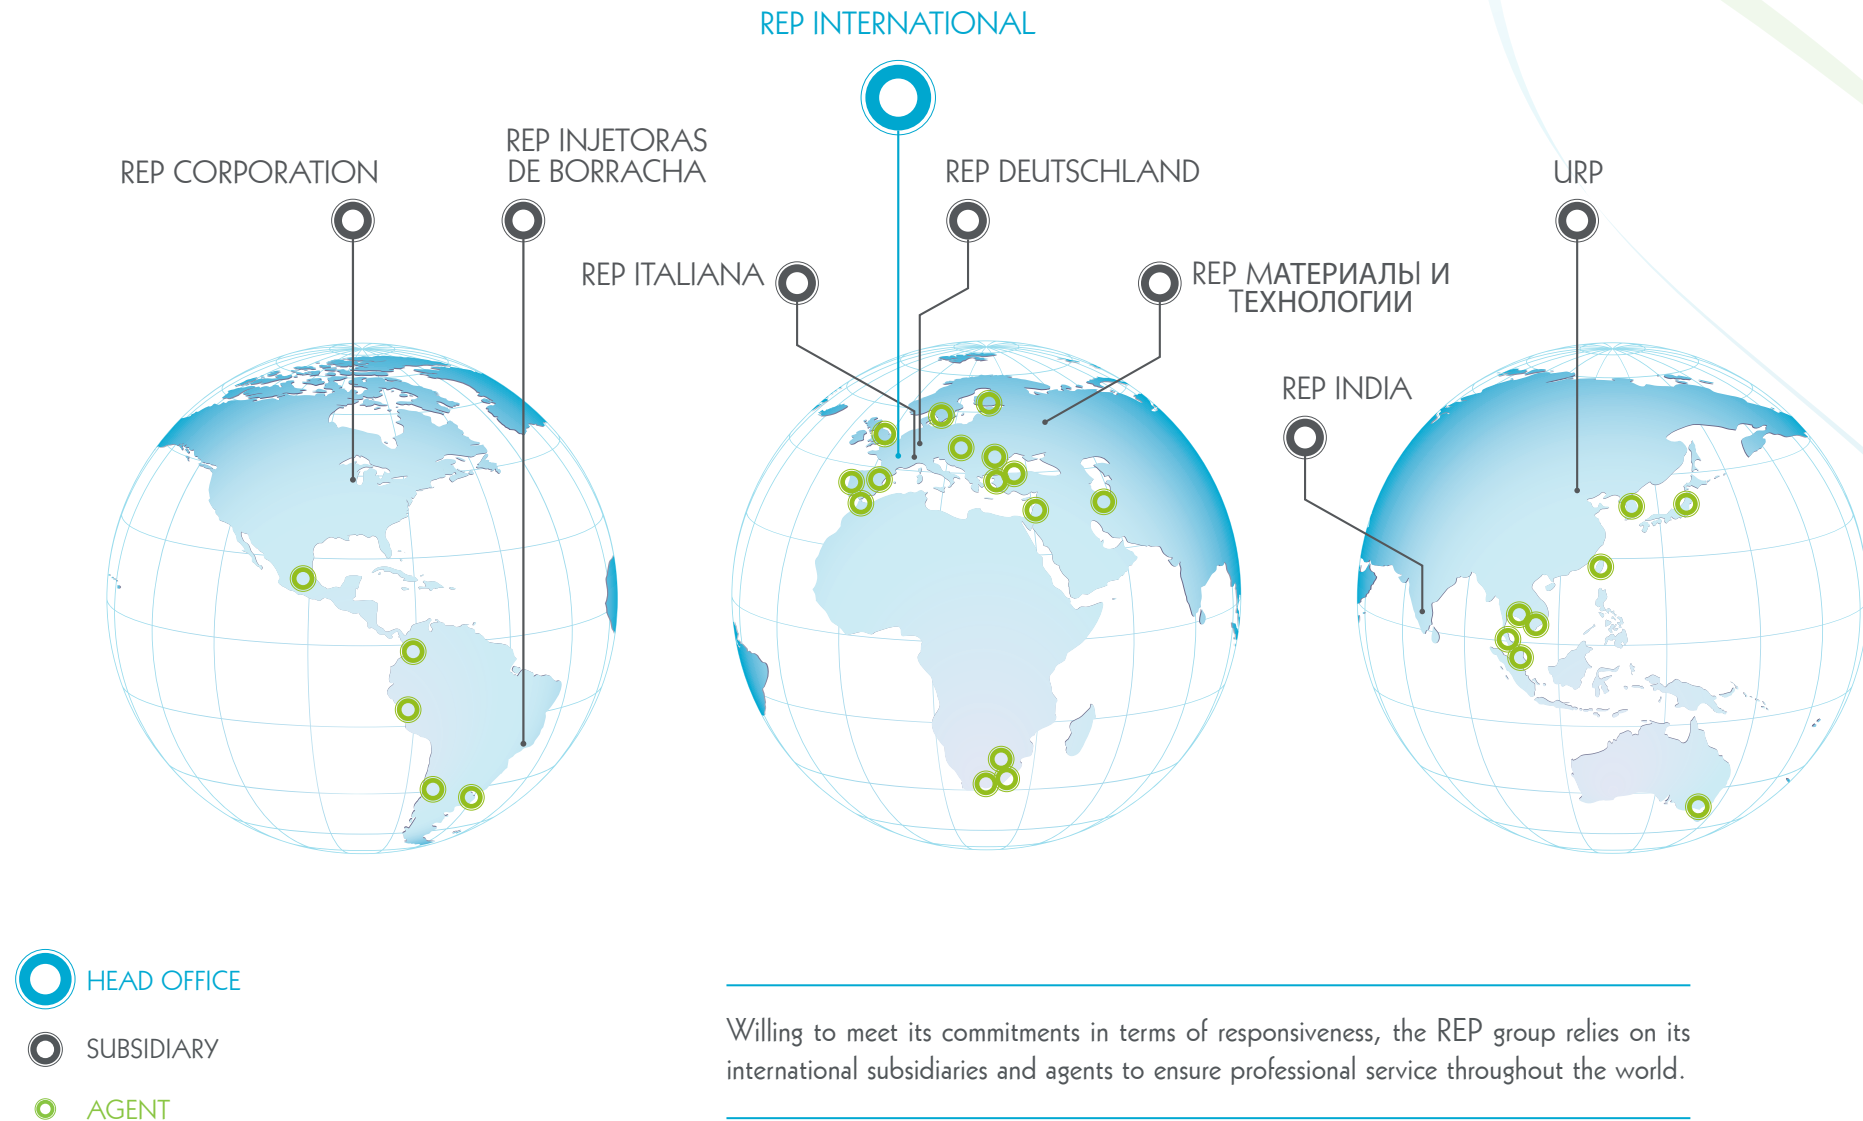 REP INTERNATIONAL
REP CORPORATION
REP INJETORAS
DE BORRACHA
REP DEUTSCHLAND
URP
REP ITALIANA
REP МАТЕРИАЛЫ И
ТЕХНОЛОГИИ
REP INDIA
HEAD OFFICE
SUBSIDIARY
AGENT
Willing to meet its commitments in terms of responsiveness, the REP group relies on its
international subsidiaries and agents to ensure professional service throughout the world.